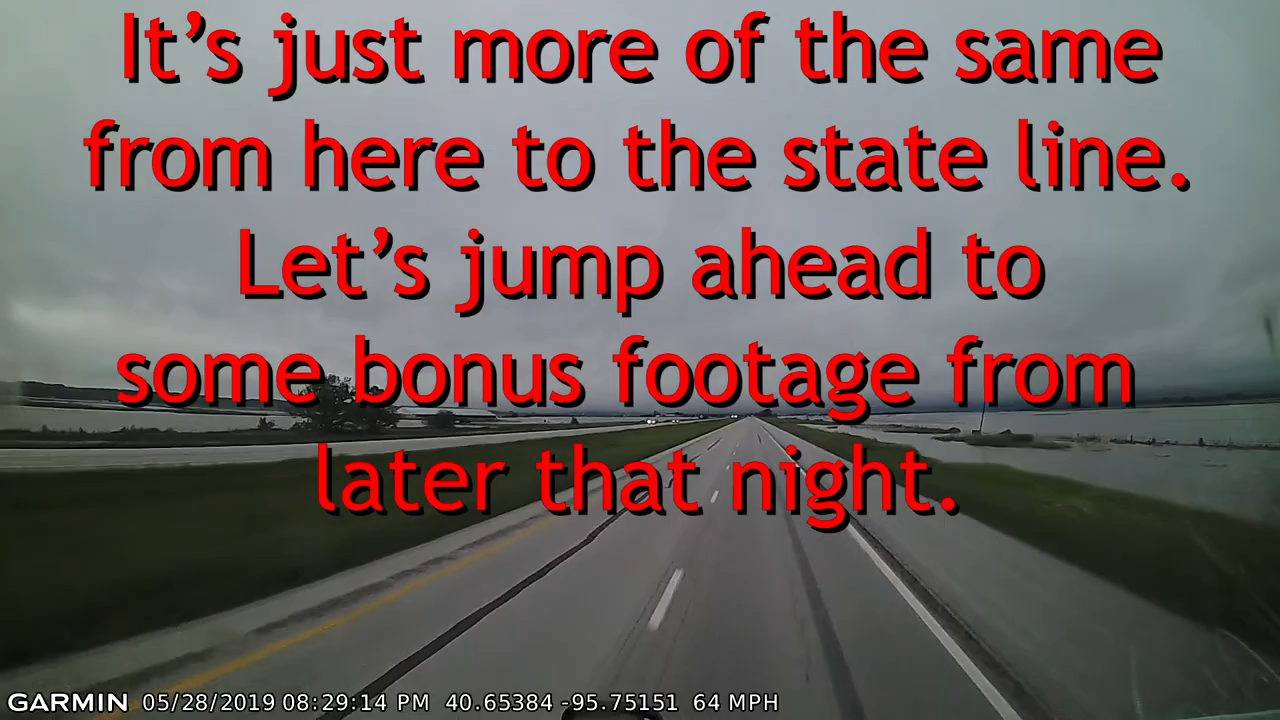 It's just more of the same
from here to the state line.
Let's jump ahead to
some bonus footage from
later that night.
GARMIN 05/28/2019 08:29:14 PM 40.65384 -95.75151 64 MPH